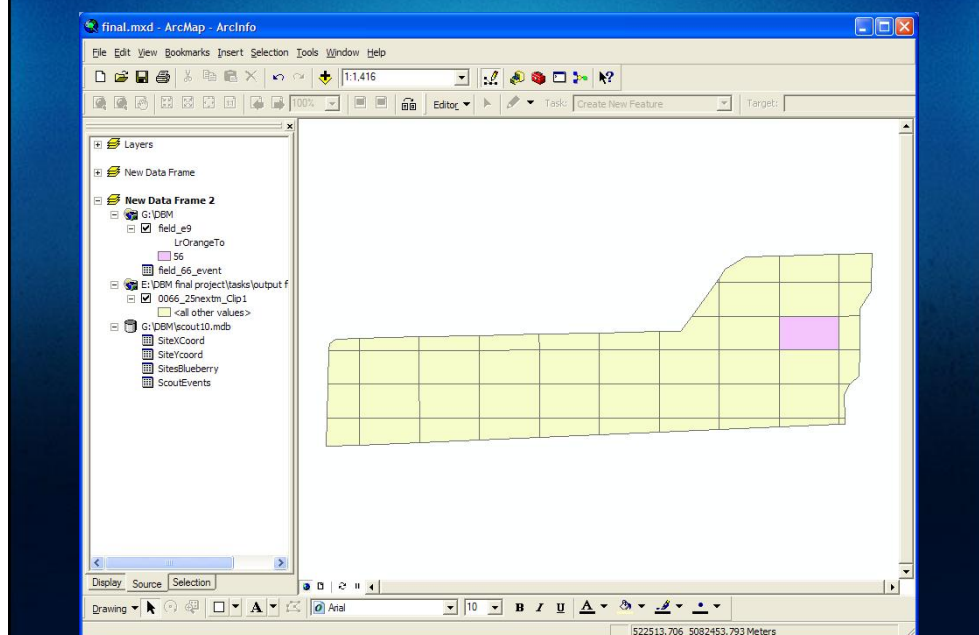 final.mxd - ArcMap - ArcInfo
File Edit View Bookmarks Insert Selection Tools Window Help
1:1,416
100% Editor Task: Create New Feature Target:
Layers
New Data Frame
New Data Frame 2
G:\DBM
field_e9
LrOrangeTo
56
field_66_event
E:\DBM final project\tasks\output f
0066_25nextm_Clip1
<all other values>
G:\DBM\scout10.mdb
SiteXCoord
SiteYcoord
SitesBlueberry
ScoutEvents
Display Source Selection
Drawing A Arial 10 B I U A
522513.706 5082453.793 Meters